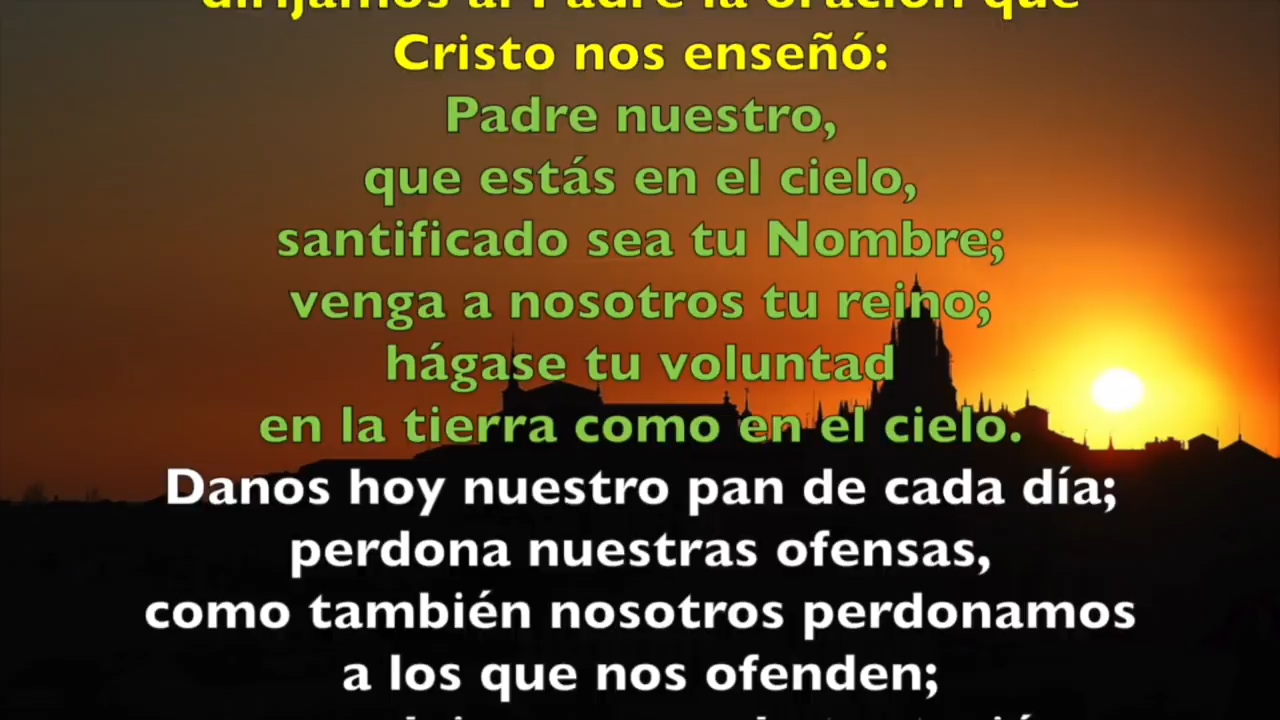 dirijamos al Padre la oración que
Cristo nos enseñó:
Padre nuestro,
que estás en el cielo,
santificado sea tu Nombre;
venga a nosotros tu reino;
hágase tu voluntad
en la tierra como en el cielo.
Danos hoy nuestro pan de cada día;
perdona nuestras ofensas,
como también nosotros perdonamos
a los que nos ofenden;